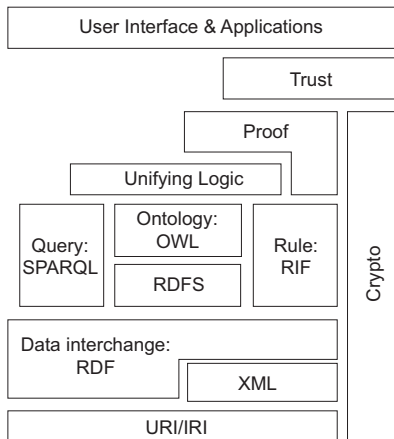 User Interface & Applications
Trust
Proof
Unifying Logic
Query:
SPARQL
Ontology:
OWL
RDFS
Rule:
RIF
Crypto
Data interchange:
RDF
XML
URI/IRI